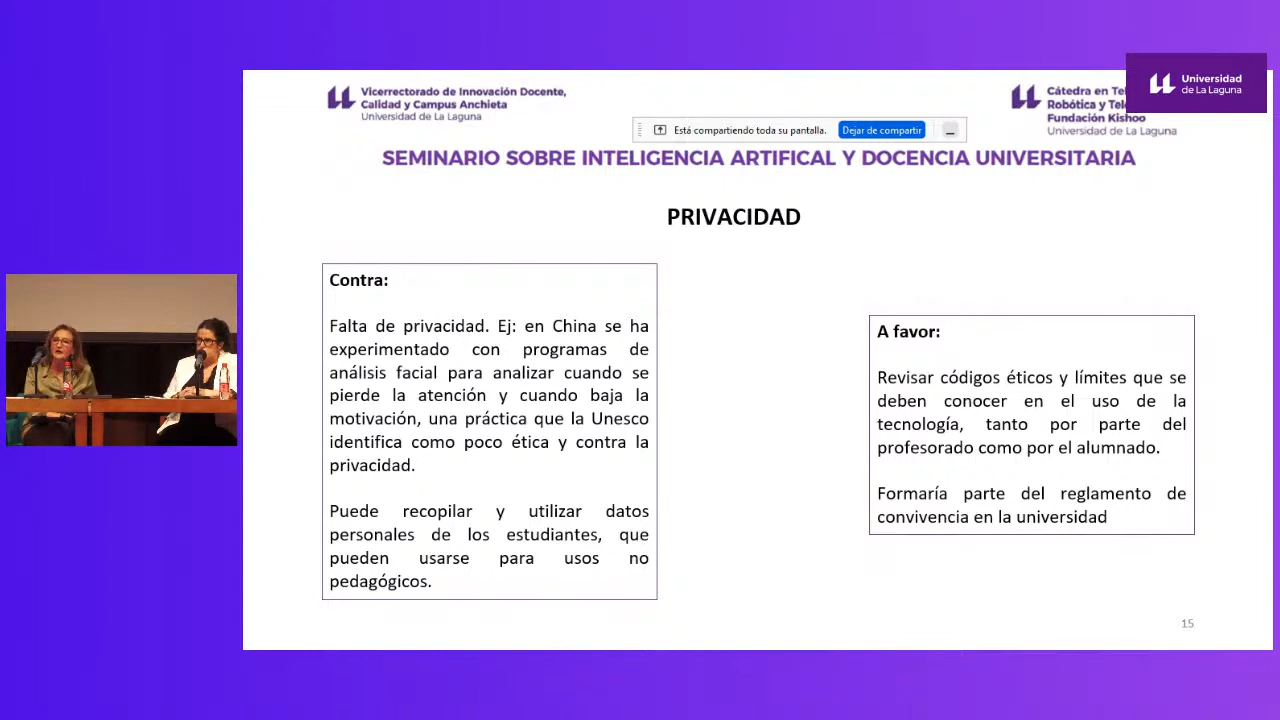 Vicerrectorado de Innovación Docente,
Calidad y Campus Anchieta
Universidad de La Laguna
Cátedra en
Robótica y
Fundación Kishoo
Universidad de La Laguna
Universidad
de La Laguna
Está compartiendo toda su pantalla.
Dejar de compartir
SEMINARIO SOBRE INTELIGENCIA ARTIFICAL Y DOCENCIA UNIVERSITARIA
PRIVACIDAD
Contra:
Falta de privacidad. Ej: en China se ha
experimentado con programas de
análisis facial para analizar cuando se
pierde la atención y cuando baja la
motivación, una práctica que la Unesco
identifica como poco ética y contra la
privacidad.
Puede recopilar y utilizar datos
personales de los estudiantes, que
pueden usarse para usos no
pedagógicos.
A favor:
Revisar códigos éticos y límites que se
deben conocer en el uso de la
tecnología, tanto por parte del
profesorado como por el alumnado.
Formaría parte del reglamento de
convivencia en la universidad
15